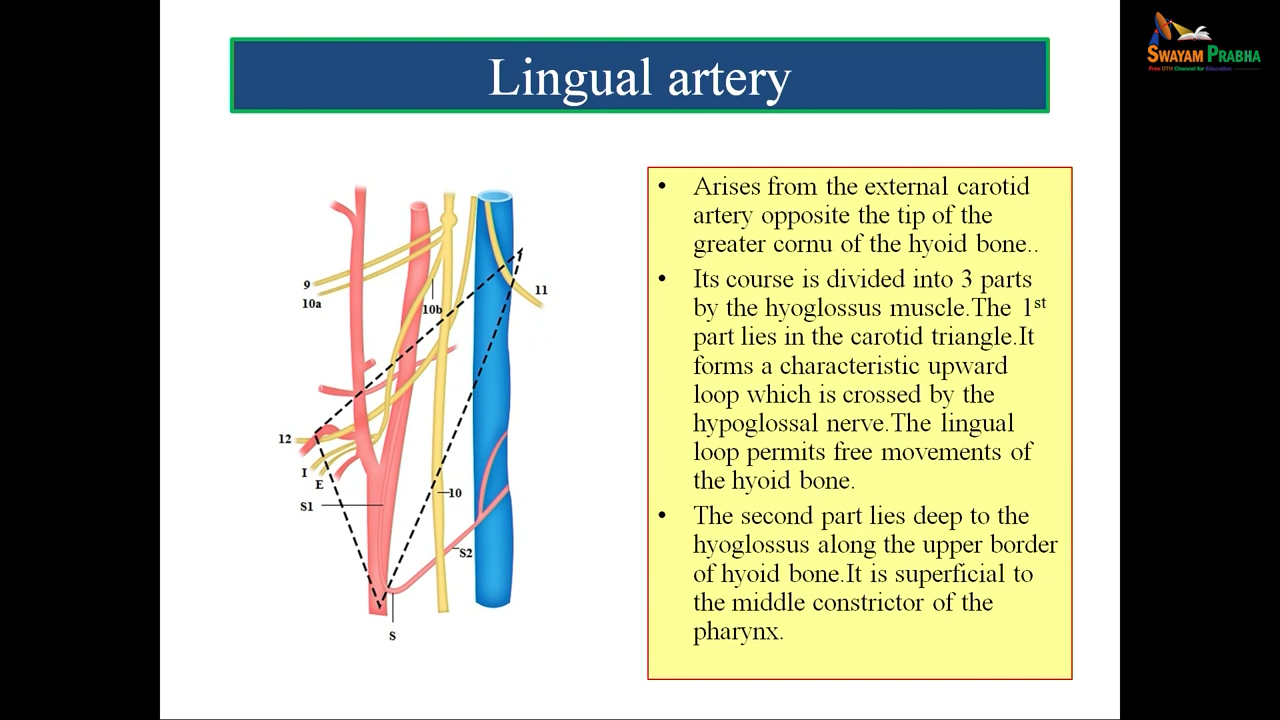 SWAYAM PRABHA
Free DTH Channel for Education
Lingual artery
9
10a
10b
11
12
I
E
S1
10
S2
S
• Arises from the external carotid
artery opposite the tip of the
greater cornu of the hyoid bone..
• Its course is divided into 3 parts
by the hyoglossus muscle.The 1st
part lies in the carotid triangle.It
forms a characteristic upward
loop which is crossed by the
hypoglossal nerve.The lingual
loop permits free movements of
the hyoid bone.
• The second part lies deep to the
hyoglossus along the upper border
of hyoid bone.It is superficial to
the middle constrictor of the
pharynx.